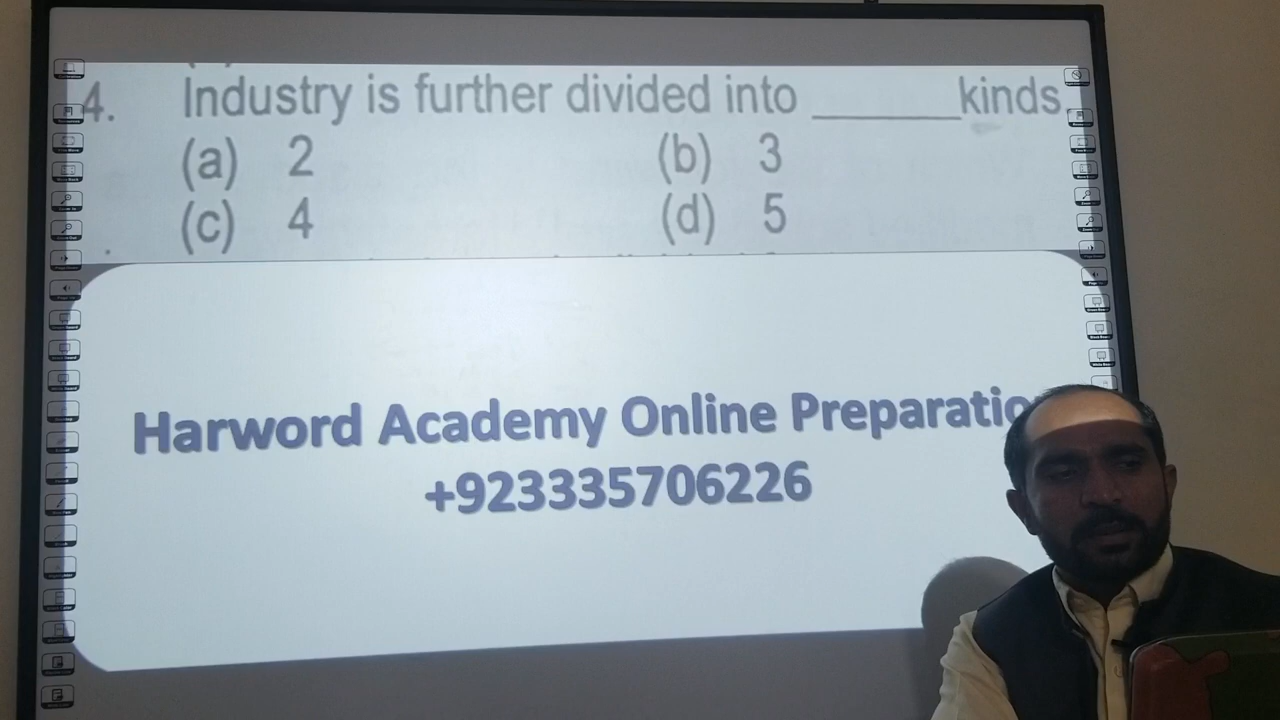 4. Industry is further divided into ______ kinds.
(a) 2 (b) 3
(c) 4 (d) 5
Harword Academy Online Preparatio
+923335706226